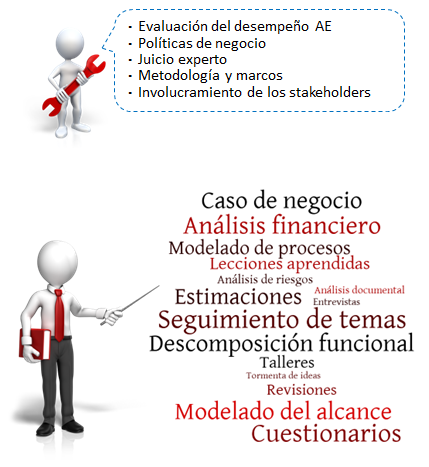 - Evaluación del desempeño AE
- Políticas de negocio
- Juicio experto
- Metodología y marcos
- Involucramiento de los stakeholders
Caso de negocio
Análisis financiero
Modelado de procesos
Lecciones aprendidas
Análisis de riesgos
Estimaciones
Análisis documental
Entrevistas
Seguimiento de temas
Descomposición funcional
Talleres
Tormenta de ideas
Revisiones
Modelado del alcance
Cuestionarios